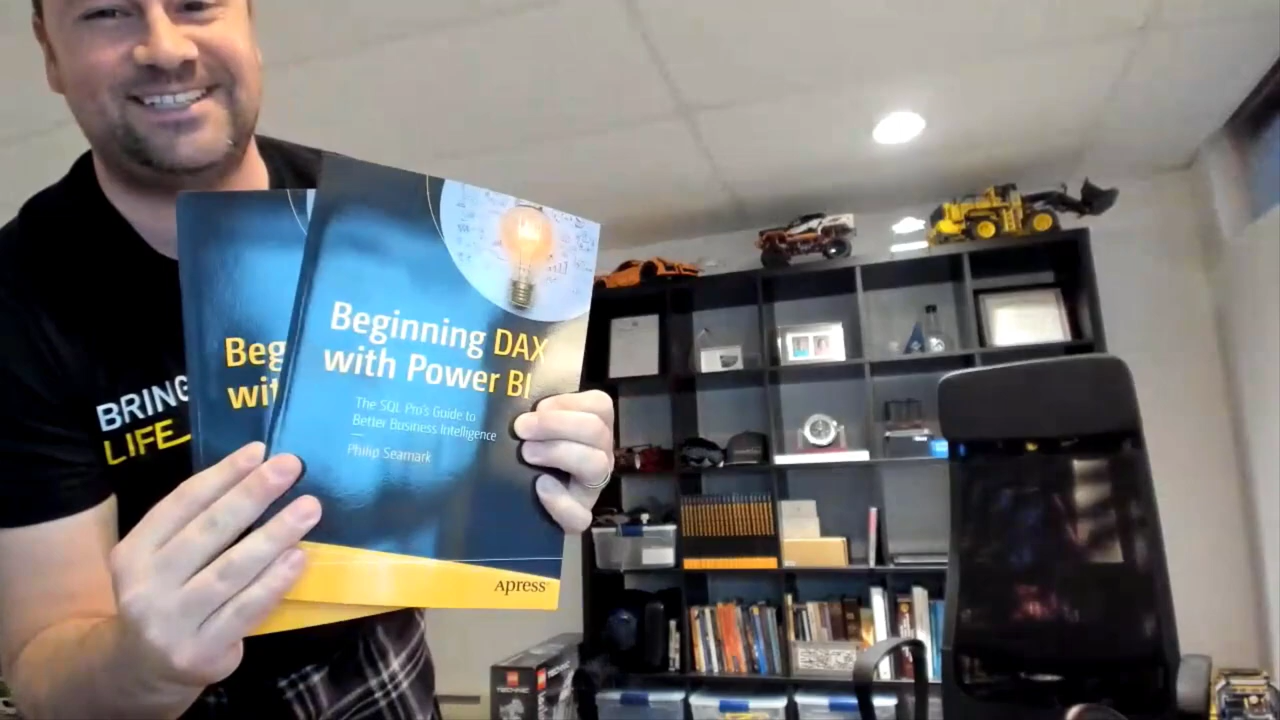 BRING
LIFE
Beg
wit
Beginning DAX
with Power BI
The SQL Pro's Guide to
Better Business Intelligence
Philip Seamark
Apress
TECHNIC